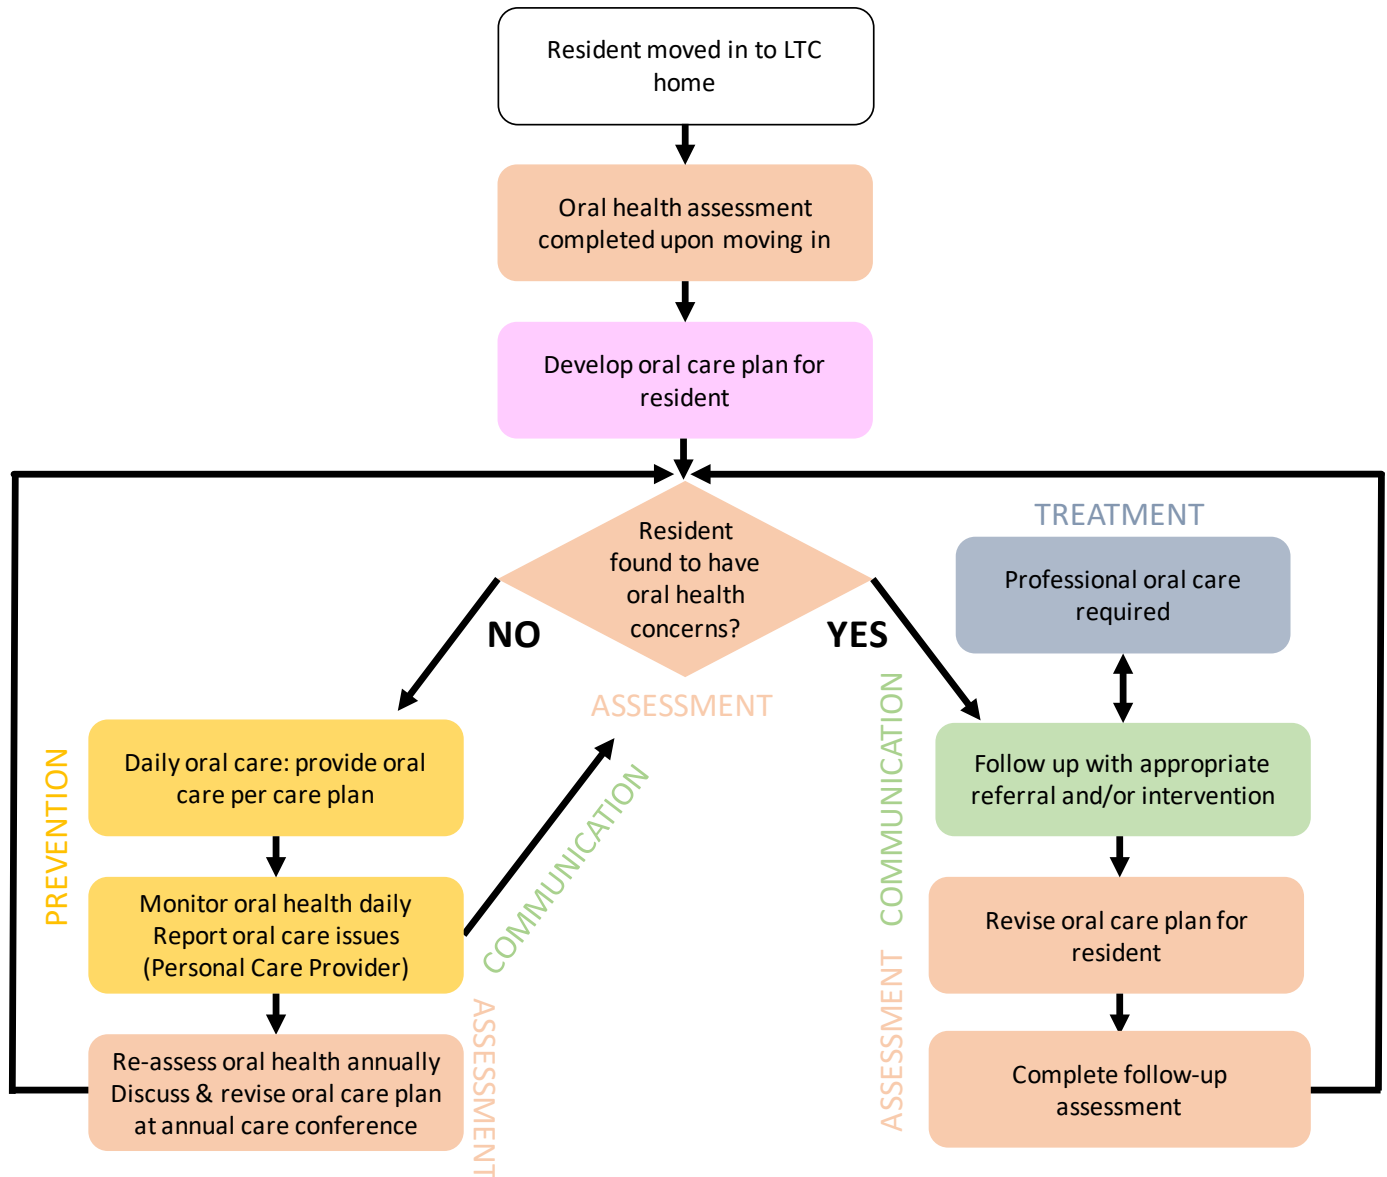 Resident moved in to LTC
home
Oral health assessment
completed upon moving in
Develop oral care plan for
resident
Resident
found to have
oral health
concerns?
NO
YES
ASSESSMENT
PREVENTION
Daily oral care: provide oral
care per care plan
Monitor oral health daily
Report oral care issues
(Personal Care Provider)
COMMUNICATION
Re-assess oral health annually
Discuss & revise oral care plan
at annual care conference
ASSESSMENT
TREATMENT
Professional oral care
required
COMMUNICATION
Follow up with appropriate
referral and/or intervention
ASSESSMENT
Revise oral care plan for
resident
Complete follow-up
assessment